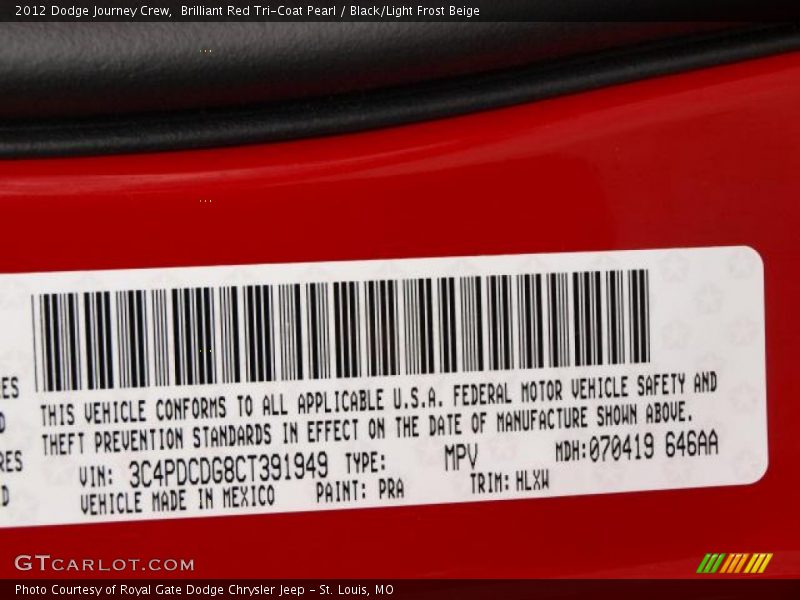 2012 Dodge Journey Crew, Brilliant Red Tri-Coat Pearl / Black/Light Frost Beige
THIS VEHICLE CONFORMS TO ALL APPLICABLE U.S.A. FEDERAL MOTOR VEHICLE SAFETY AND
THEFT PREVENTION STANDARDS IN EFFECT ON THE DATE OF MANUFACTURE SHOWN ABOVE.
VIN: 3C4PDCDG8CT391949 TYPE: MPV MDH:070419 646AA
VEHICLE MADE IN MEXICO PAINT: PRA TRIM: HLXW
GTCARLOT.COM
Photo Courtesy of Royal Gate Dodge Chrysler Jeep - St. Louis, MO